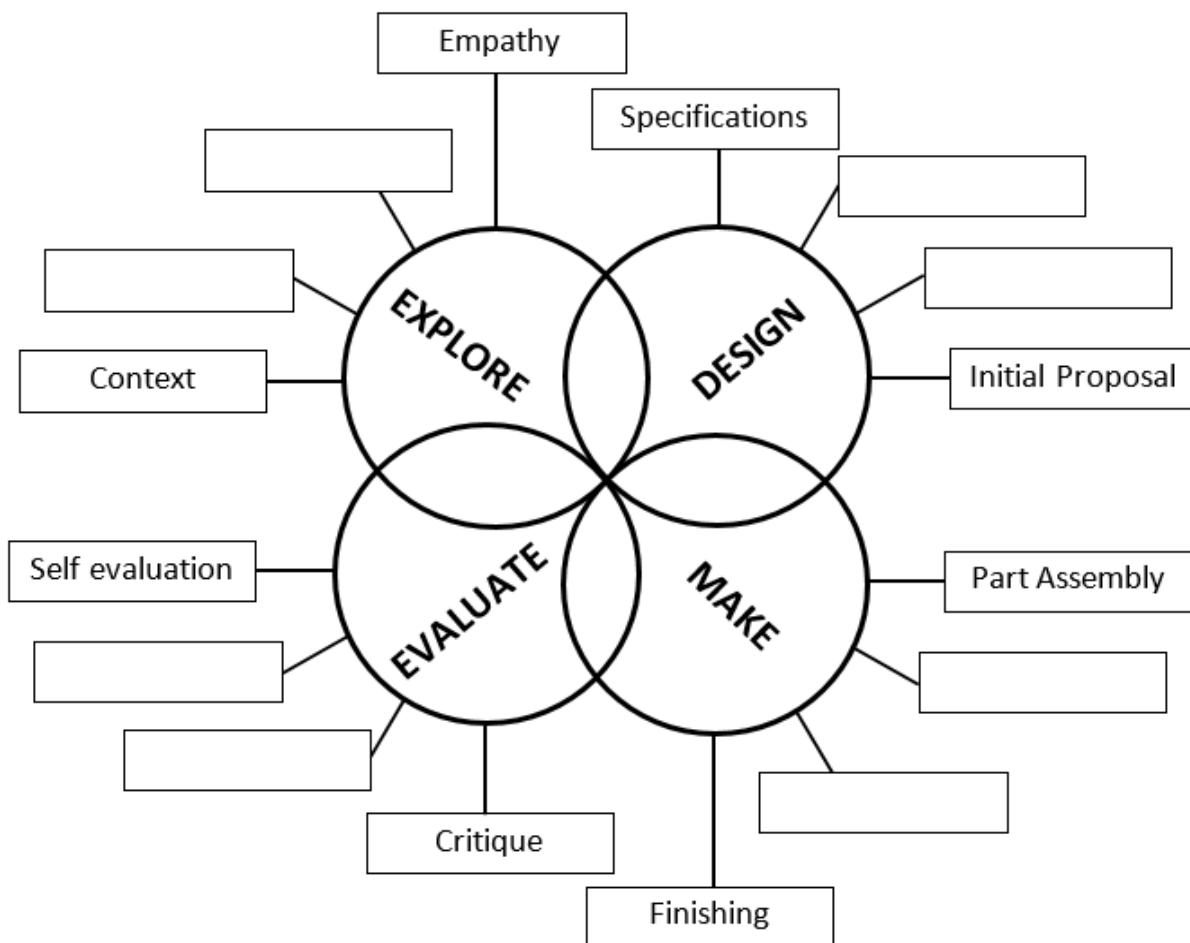 Empathy
Specifications
EXPLORE
DESIGN
Context
Initial Proposal
Self evaluation
EVALUATE
MAKE
Part Assembly
Critique
Finishing